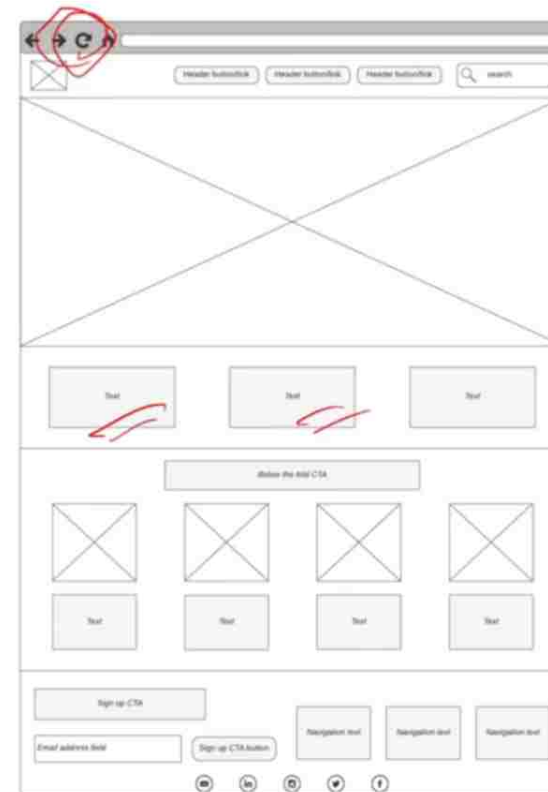 Header button/link Header button/link Header button/link search
Text Text Text
Below the fold CTA
Text Text Text Text
Sign up CTA
Navigation text Navigation text Navigation text
Email address field Sign up CTA button